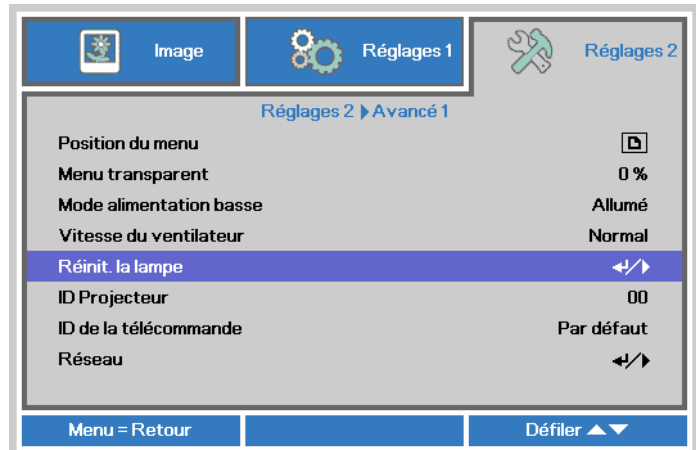 Image
Réglages 1
Réglages 2
Réglages 2 Avancé 1
Position du menu
Menu transparent 0 %
Mode alimentation basse Allumé
Vitesse du ventilateur Normal
Réinit. la lampe
ID Projecteur 00
ID de la télécommande Par défaut
Réseau
Menu = Retour Défiler